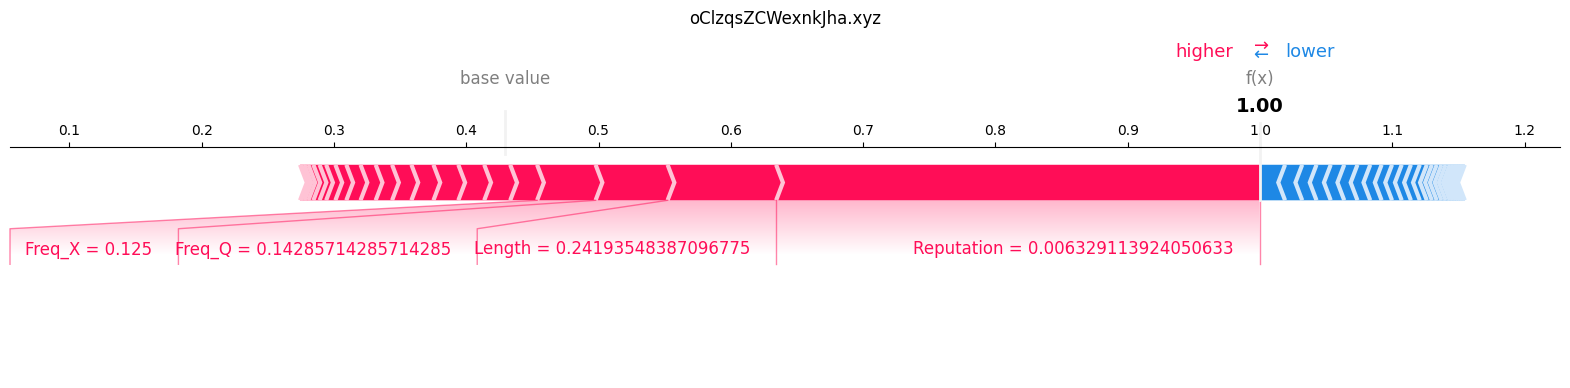 oClzqsZCWexnkJha.xyz
higher → ← lower
base value
f(x)
1.00
0.1 0.2 0.3 0.4 0.5 0.6 0.7 0.8 0.9 1.0 1.1 1.2
Freq_X = 0.125 Freq_Q = 0.14285714285714285 Length = 0.24193548387096775 Reputation = 0.006329113924050633